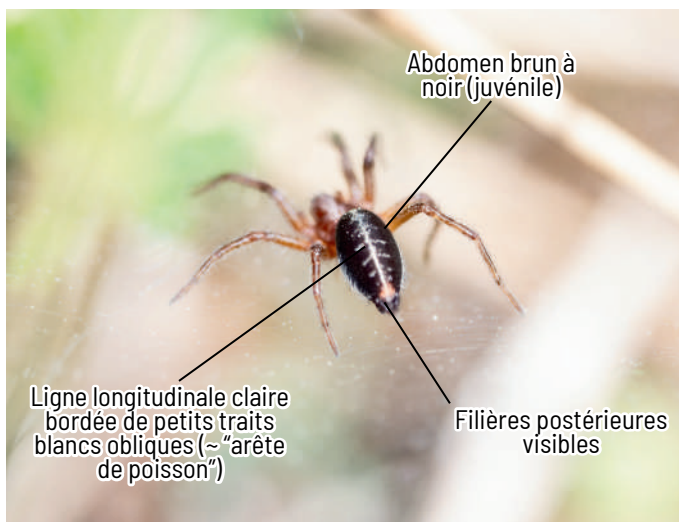 Abdomen brun à
noir (juvénile)
Ligne longitudinale claire
bordée de petits traits
blancs obliques (~ “arête
de poisson”)
Filières postérieures
visibles